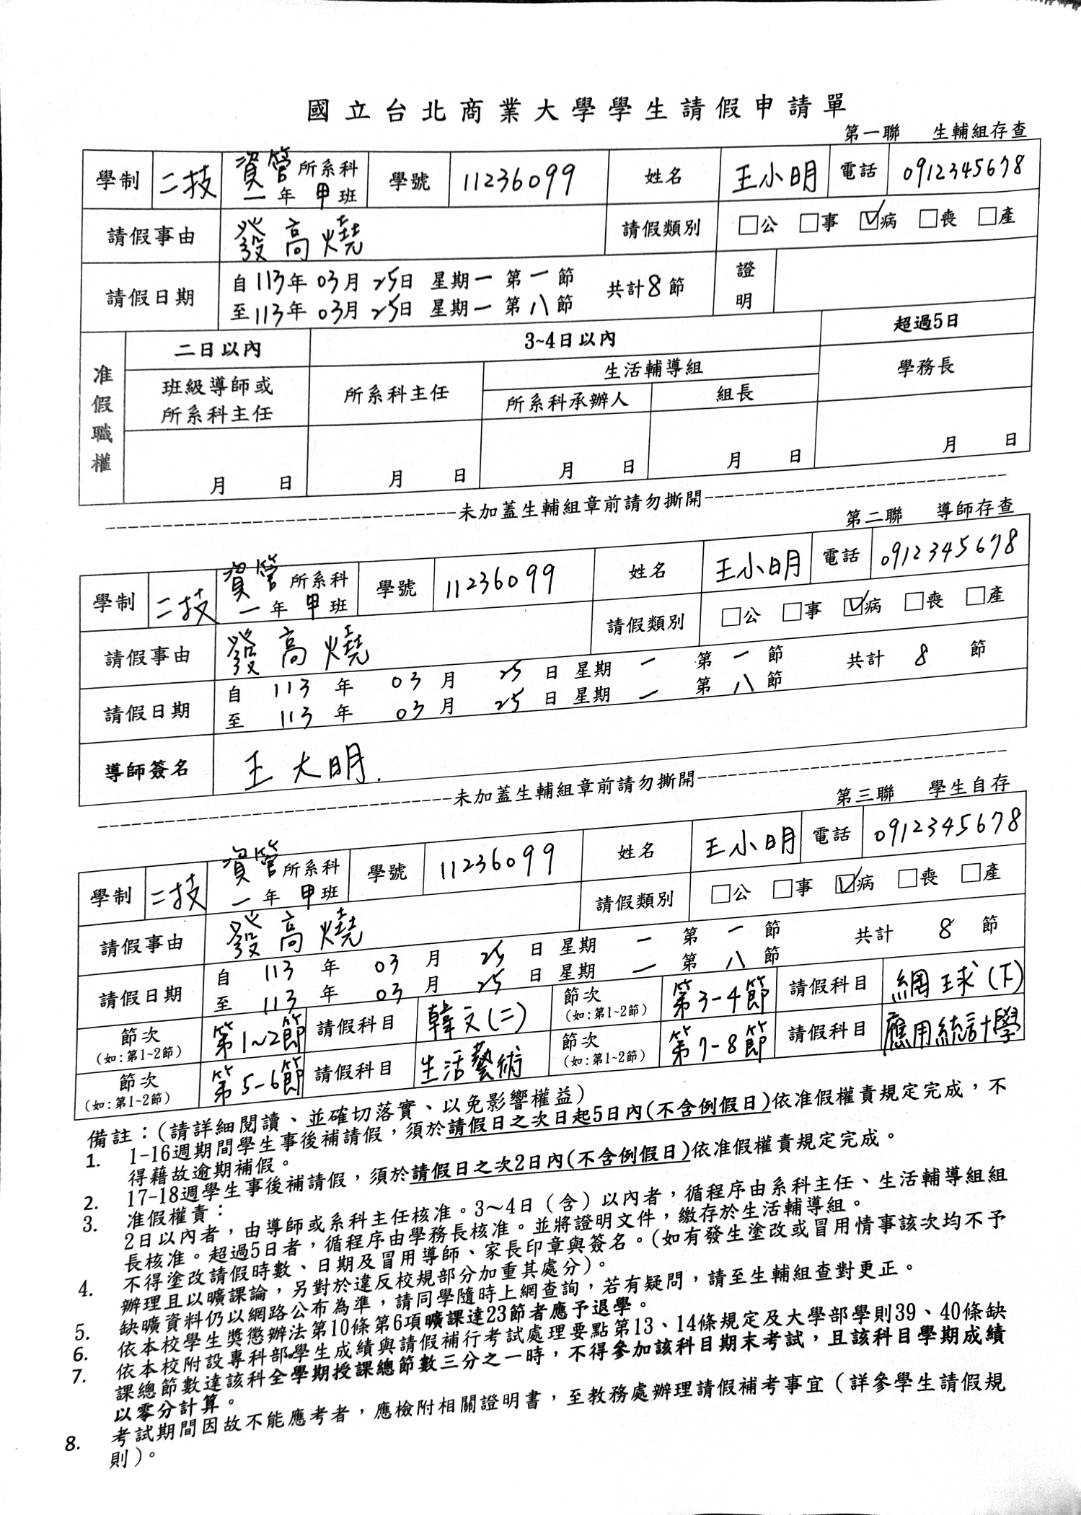 國立台北商業大學學生請假申請單
第一聯 生輔組存查
學制 二技 資管所系科 一年甲班 學號 11236099 姓名 王小明 電話 0912345678
請假事由 發高燒 請假類別 □公 □事 ☑病 □喪 □產
請假日期 自113年03月25日 星期一 第一節 共計8節 證明
至113年03月25日 星期一 第八節
准假職權 二日以內 3~4日以內 超過5日
班級導師或所系科主任 所系科主任 生活輔導組 學務長
所系科承辦人 組長
月 日 月 日 月 日 月 日 月 日
未加蓋生輔組章前請勿撕開
第二聯 導師存查
學制 二技 資管所系科 一年甲班 學號 11236099 姓名 王小明 電話 0912345678
請假事由 發高燒 請假類別 □公 □事 ☑病 □喪 □產
請假日期 自 113 年 03 月 25 日 星期 一 第 一 節 共計 8 節
至 113 年 03 月 25 日 星期 一 第 八 節
導師簽名 王大明.
未加蓋生輔組章前請勿撕開
第三聯 學生自存
學制 二技 資管所系科 一年甲班 學號 11236099 姓名 王小明 電話 0912345678
請假事由 發高燒 請假類別 □公 □事 ☑病 □喪 □產
請假日期 自 113 年 03 月 25 日 星期 一 第 一 節 共計 8 節
至 113 年 03 月 25 日 星期 一 第 八 節
節次(如:第1~2節) 第1~2節 請假科目 韓文(二) 節次(如:第1~2節) 第3-4節 請假科目 網球(下)
節次(如:第1~2節) 第5-6節 請假科目 生活藝術 節次(如:第1~2節) 第7-8節 請假科目 應用統計學
備註:(請詳細閱讀、並確切落實、以免影響權益)
1. 1-16週期間學生事後補請假,須於請假日之次日起5日內(不含例假日)依准假權責規定完成,不
得藉故逾期補假。
2. 17-18週學生事後補請假,須於請假日之次2日內(不含例假日)依准假權責規定完成。
3. 准假權責:
2日以內者,由導師或系科主任核准。3~4日(含)以內者,循程序由系科主任、生活輔導組組
長核准。超過5日者,循程序由學務長核准。並將證明文件,繳存於生活輔導組。
4. 不得塗改請假時數、日期及冒用導師、家長印章與簽名。(如有發生塗改或冒用情事該次均不予
辦理且以曠課論,另對於違反校規部分加重其處分)。
5. 缺曠資料仍以網路公布為準,請同學隨時上網查詢,若有疑問,請至生輔組查對更正。
6. 依本校學生獎懲辦法第10條第6項曠課達23節者應予退學。
7. 依本校附設專科部學生成績與請假補行考試處理要點第13、14條規定及大學部學則39、40條缺
課總節數達該科全學期授課總節數三分之一時,不得參加該科目期末考試,且該科目學期成績
以零分計算。
8. 考試期間因故不能應考者,應檢附相關證明書,至教務處辦理請假補考事宜(詳參學生請假規
則)。